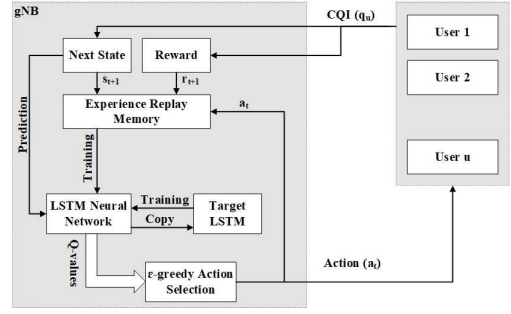 gNB
CQI (qu)
Next State
Reward
User 1
User 2
User u
st+1
rt+1
Experience Replay
Memory
at
Prediction
Training
LSTM Neural
Network
Training
Copy
Target
LSTM
Q-values
ε-greedy Action
Selection
Action (at)